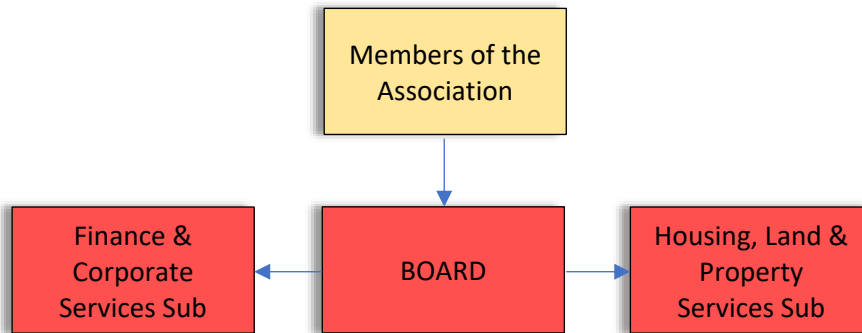 Members of the
Association
Finance &
Corporate
Services Sub
BOARD
Housing, Land &
Property
Services Sub